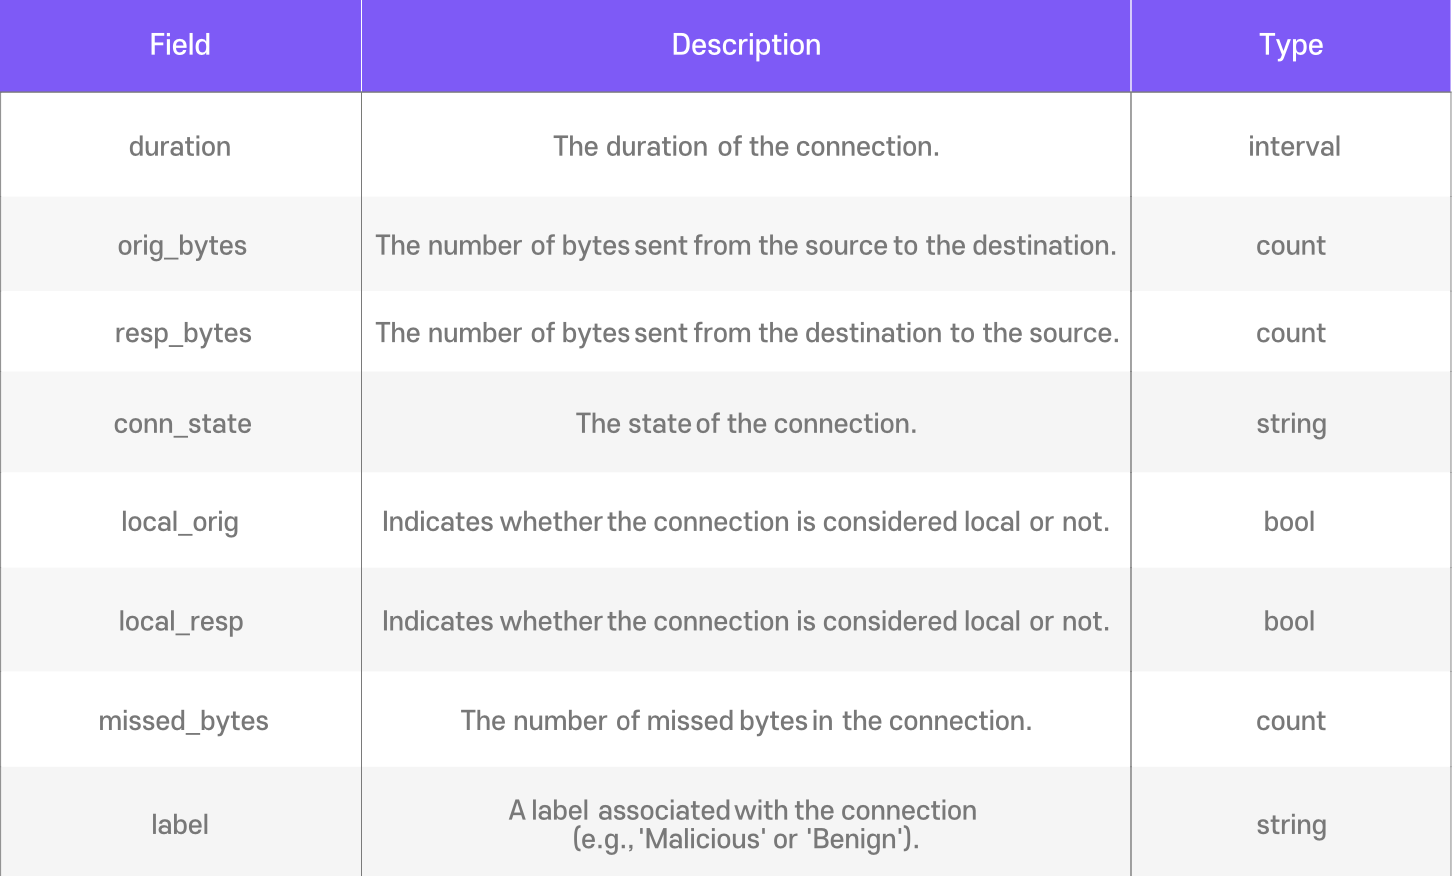 Field Description Type
duration The duration of the connection. interval
orig_bytes The number of bytes sent from the source to the destination. count
resp_bytes The number of bytes sent from the destination to the source. count
conn_state The state of the connection. string
local_orig Indicates whether the connection is considered local or not. bool
local_resp Indicates whether the connection is considered local or not. bool
missed_bytes The number of missed bytes in the connection. count
label A label associated with the connection
(e.g., 'Malicious' or 'Benign'). string